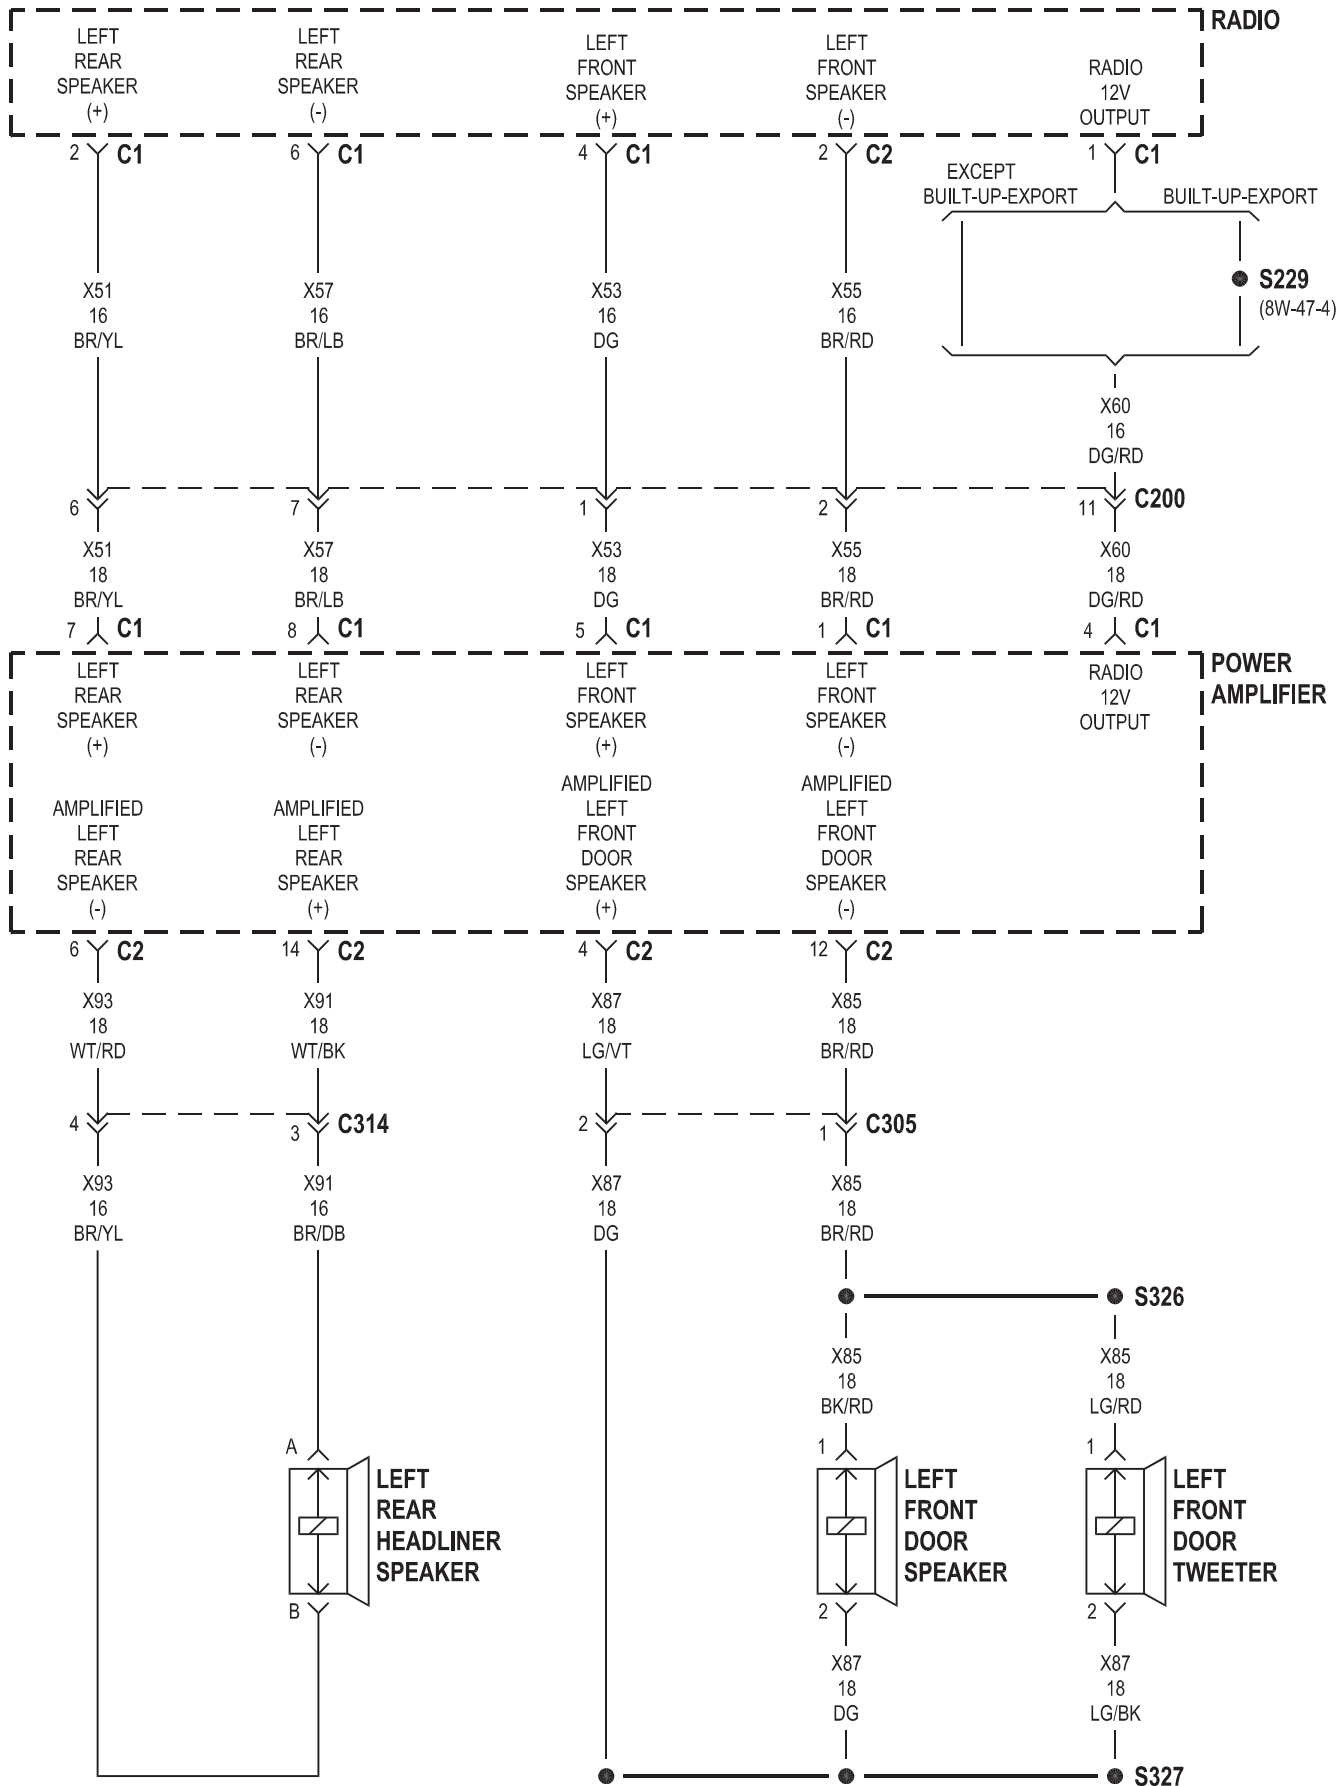 RADIO
LEFT
REAR
SPEAKER
(+)
LEFT
REAR
SPEAKER
(-)
LEFT
FRONT
SPEAKER
(+)
LEFT
FRONT
SPEAKER
(-)
RADIO
12V
OUTPUT
2 C1
6 C1
4 C1
2 C2
1 C1
EXCEPT
BUILT-UP-EXPORT
BUILT-UP-EXPORT
S229
(8W-47-4)
X51
16
BR/YL
X57
16
BR/LB
X53
16
DG
X55
16
BR/RD
X60
16
DG/RD
6
7
1
2
11 C200
X51
18
BR/YL
X57
18
BR/LB
X53
18
DG
X55
18
BR/RD
X60
18
DG/RD
7 C1
8 C1
5 C1
1 C1
4 C1
POWER
AMPLIFIER
LEFT
REAR
SPEAKER
(+)
LEFT
REAR
SPEAKER
(-)
LEFT
FRONT
SPEAKER
(+)
LEFT
FRONT
SPEAKER
(-)
RADIO
12V
OUTPUT
AMPLIFIED
LEFT
REAR
SPEAKER
(-)
AMPLIFIED
LEFT
REAR
SPEAKER
(+)
AMPLIFIED
LEFT
FRONT
DOOR
SPEAKER
(+)
AMPLIFIED
LEFT
FRONT
DOOR
SPEAKER
(-)
6 C2
14 C2
4 C2
12 C2
X93
18
WT/RD
X91
18
WT/BK
X87
18
LG/VT
X85
18
BR/RD
4
3 C314
2
1 C305
X93
16
BR/YL
X91
16
BR/DB
X87
18
DG
X85
18
BR/RD
S326
X85
18
BK/RD
X85
18
LG/RD
A
1
1
LEFT
REAR
HEADLINER
SPEAKER
LEFT
FRONT
DOOR
SPEAKER
LEFT
FRONT
DOOR
TWEETER
B
2
2
X87
18
DG
X87
18
LG/BK
S327